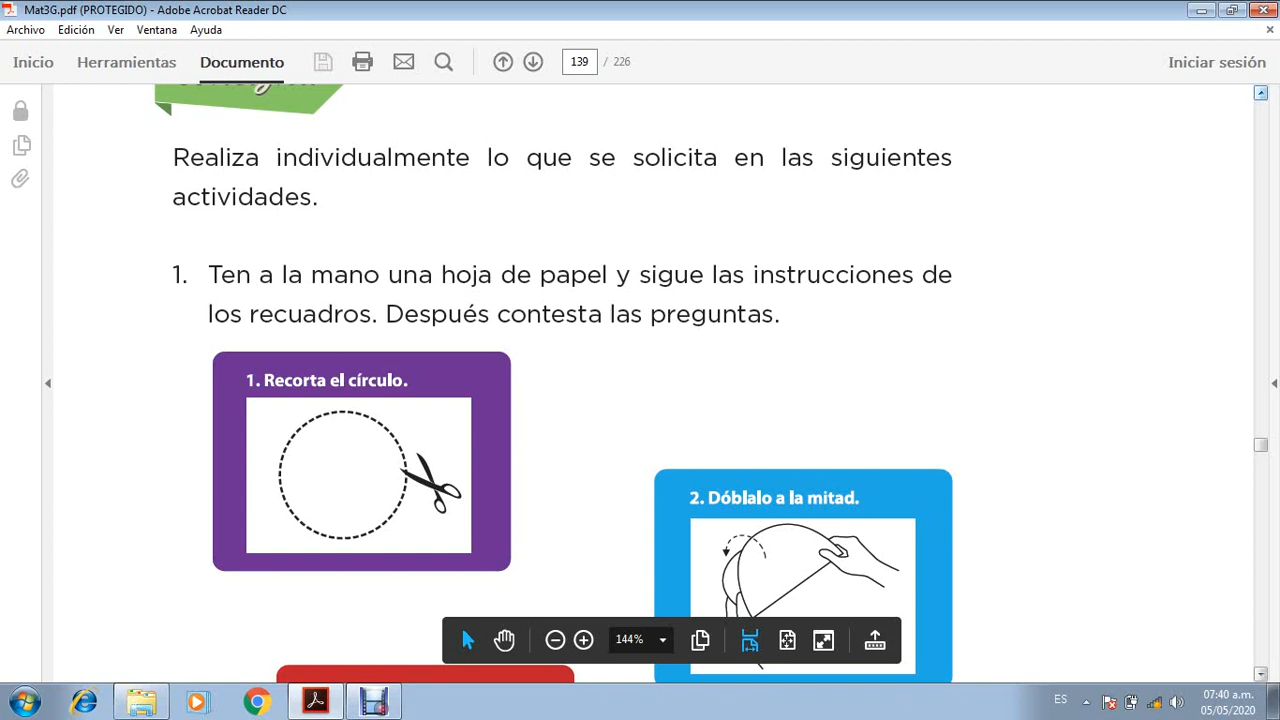 Mat3G.pdf (PROTEGIDO) - Adobe Acrobat Reader DC
Archivo Edición Ver Ventana Ayuda
Inicio Herramientas Documento 139 / 226 Iniciar sesión
Realiza individualmente lo que se solicita en las siguientes
actividades.
1. Ten a la mano una hoja de papel y sigue las instrucciones de
los recuadros. Después contesta las preguntas.
1. Recorta el círculo.
2. Dóblalo a la mitad.
144%
ES 07:40 a.m.
05/05/2020